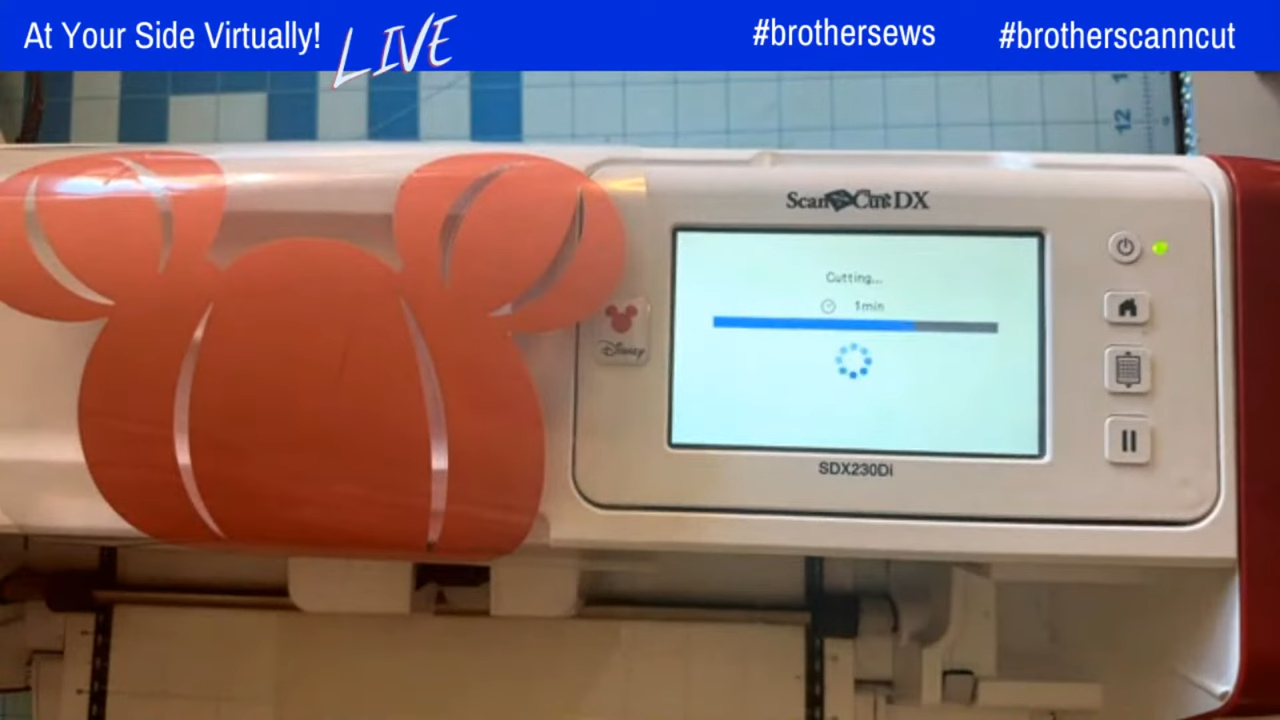 At Your Side Virtually!
LIVE
#brothersews
#brotherscanncut
12
ScanNCut DX
Cutting...
1min
Disney
SDX230Di